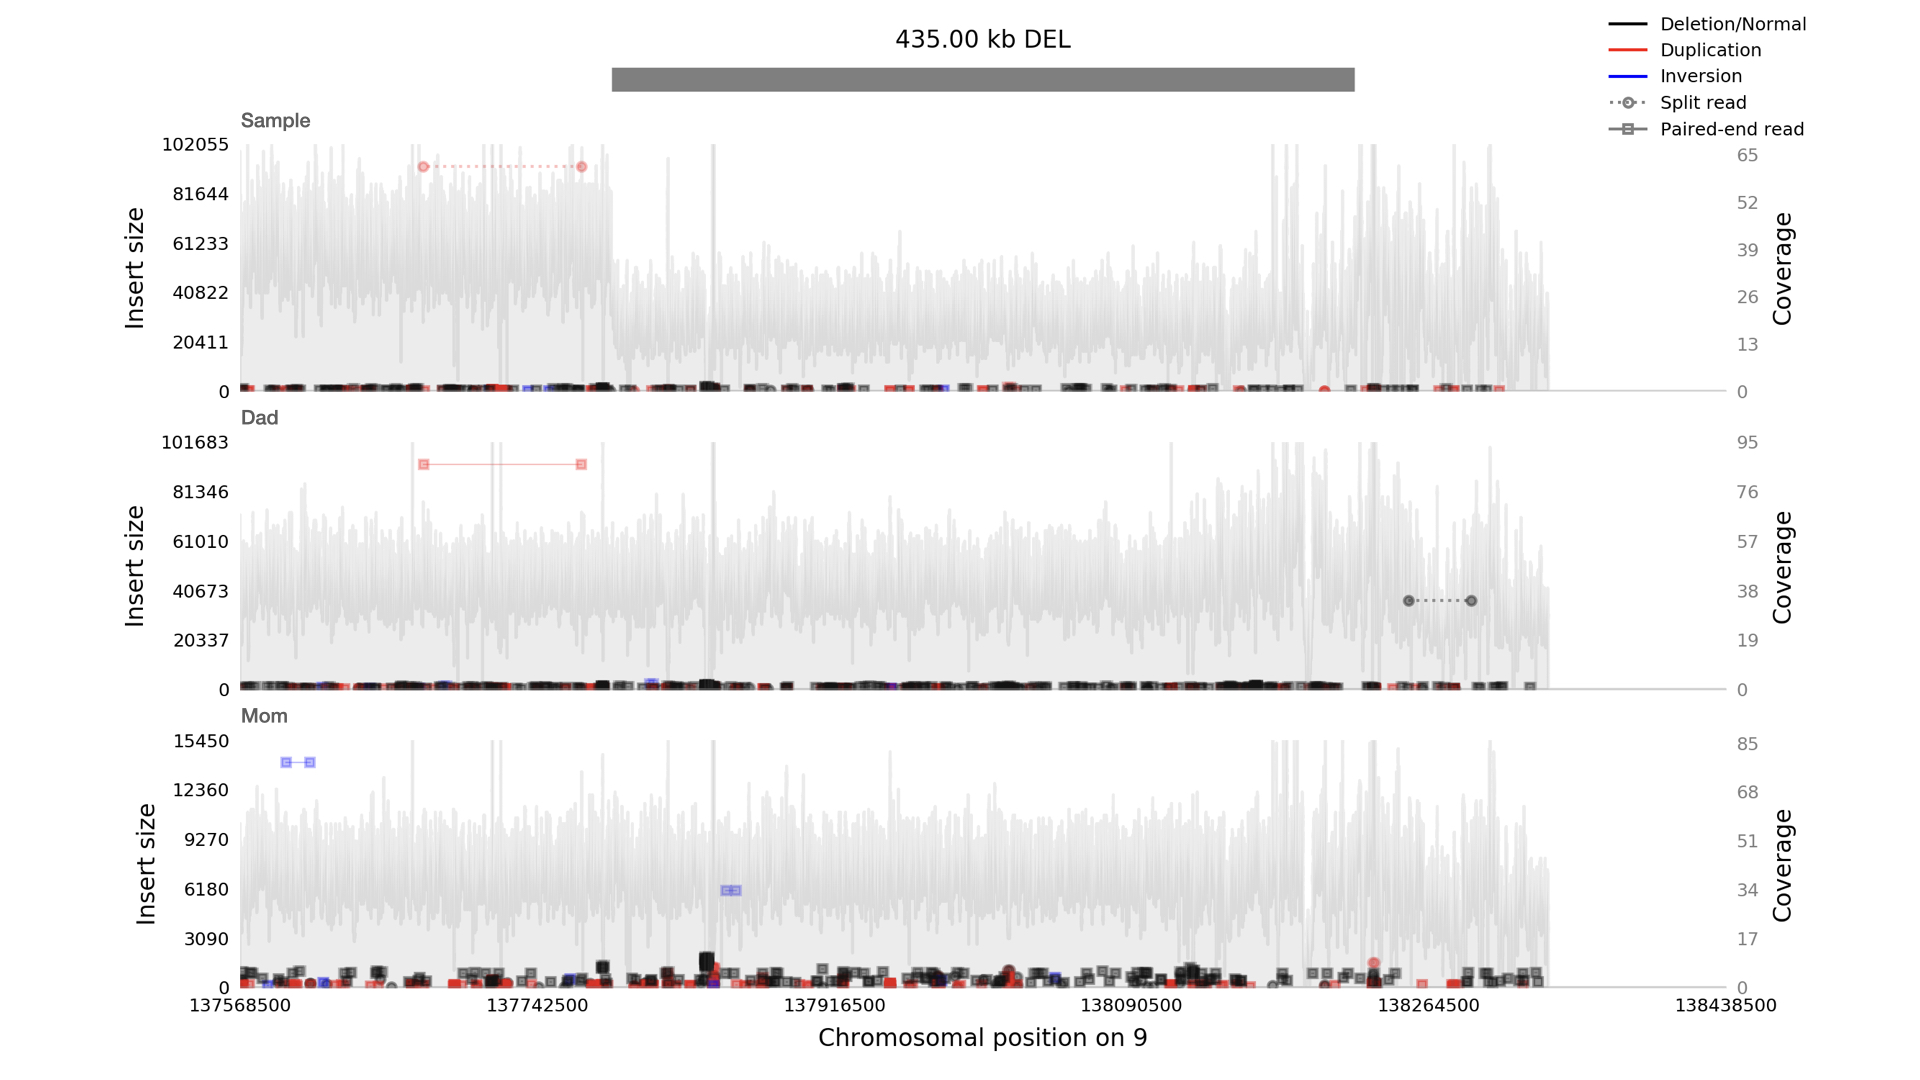 435.00 kb DEL
Deletion/Normal
Duplication
Inversion
Split read
Paired-end read
Sample
102055
81644
61233
40822
20411
0
Insert size
65
52
39
26
13
0
Coverage
Dad
101683
81346
61010
40673
20337
0
Insert size
95
76
57
38
19
0
Coverage
Mom
15450
12360
9270
6180
3090
0
Insert size
85
68
51
34
17
0
Coverage
137568500 137742500 137916500 138090500 138264500 138438500
Chromosomal position on 9